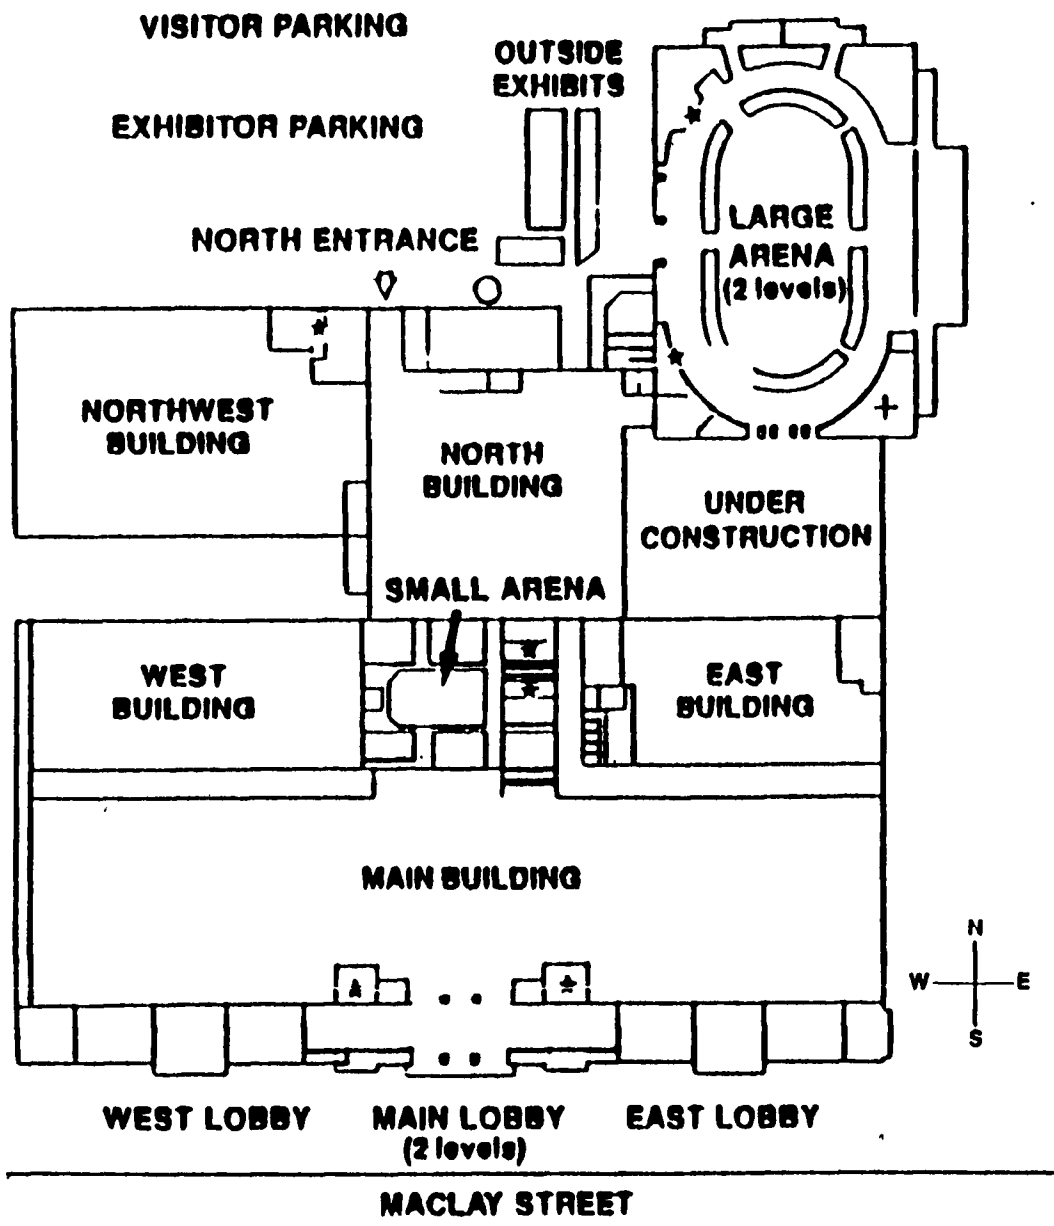 VISITOR PARKING
OUTSIDE
EXHIBITS
EXHIBITOR PARKING
LARGE
ARENA
(2 levels)
NORTH ENTRANCE
NORTHWEST
BUILDING
NORTH
BUILDING
UNDER
CONSTRUCTION
SMALL ARENA
WEST
BUILDING
EAST
BUILDING
MAIN BUILDING
N
W
E
S
WEST LOBBY
MAIN LOBBY
(2 levels)
EAST LOBBY
MACLAY STREET